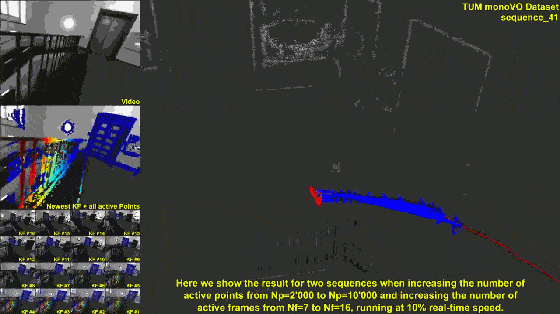 TUM monoVO Dataset
sequence_41
Video
Newest KF + all active Points
Here we show the result for two sequences when increasing the number of
active points from Np=2'000 to Np=10'000 and increasing the number of
active frames from Nf=7 to Nf=16, running at 10% real-time speed.